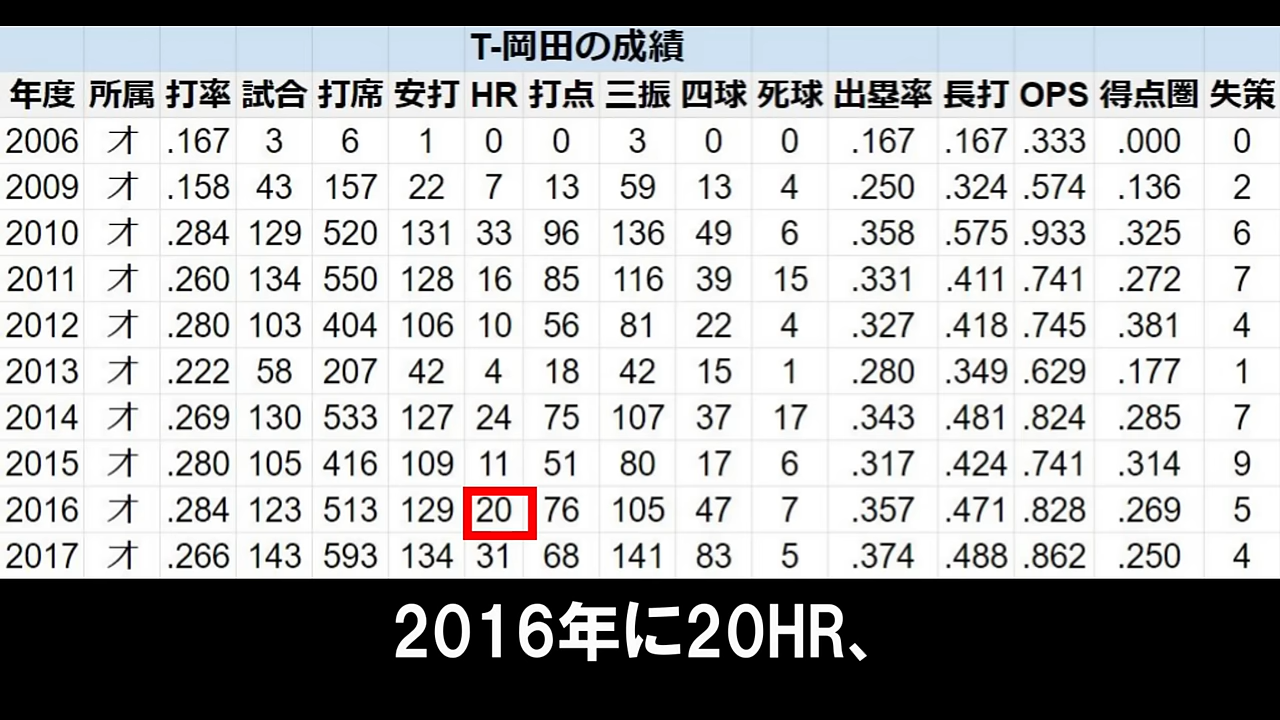 T-岡田の成績
年度 所属 打率 試合 打席 安打 HR 打点 三振 四球 死球 出塁率 長打 OPS 得点圏 失策
2006 オ .167 3 6 1 0 0 3 0 0 .167 .167 .333 .000 0
2009 オ .158 43 157 22 7 13 59 13 4 .250 .324 .574 .136 2
2010 オ .284 129 520 131 33 96 136 49 6 .358 .575 .933 .325 6
2011 オ .260 134 550 128 16 85 116 39 15 .331 .411 .741 .272 7
2012 オ .280 103 404 106 10 56 81 22 4 .327 .418 .745 .381 4
2013 オ .222 58 207 42 4 18 42 15 1 .280 .349 .629 .177 1
2014 オ .269 130 533 127 24 75 107 37 17 .343 .481 .824 .285 7
2015 オ .280 105 416 109 11 51 80 17 6 .317 .424 .741 .314 9
2016 オ .284 123 513 129 20 76 105 47 7 .357 .471 .828 .269 5
2017 オ .266 143 593 134 31 68 141 83 5 .374 .488 .862 .250 4
2016年に20HR、